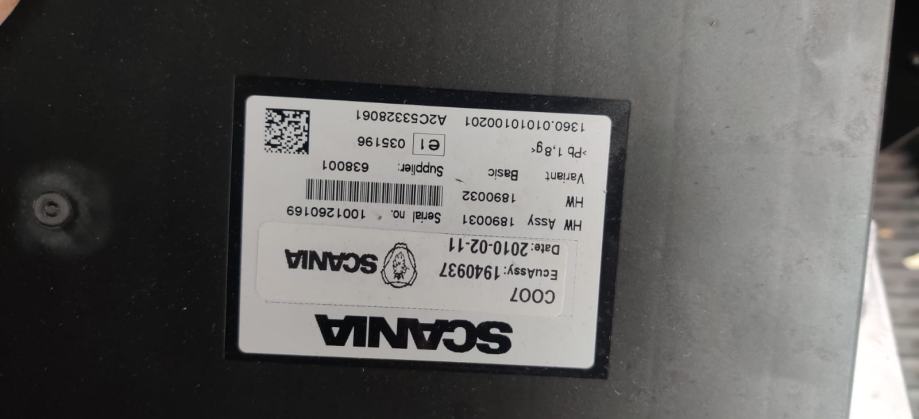 SCANIA
COO7
EcuAssy: 1940937
Date: 2010-02-11
SCANIA
HW Assy 1890031 Serial no. 1001260169
HW 1890032
Variant Basic Supplier: 638001
>Pb 1,8g< e1 035196
1360.01010100201 A2C53328061